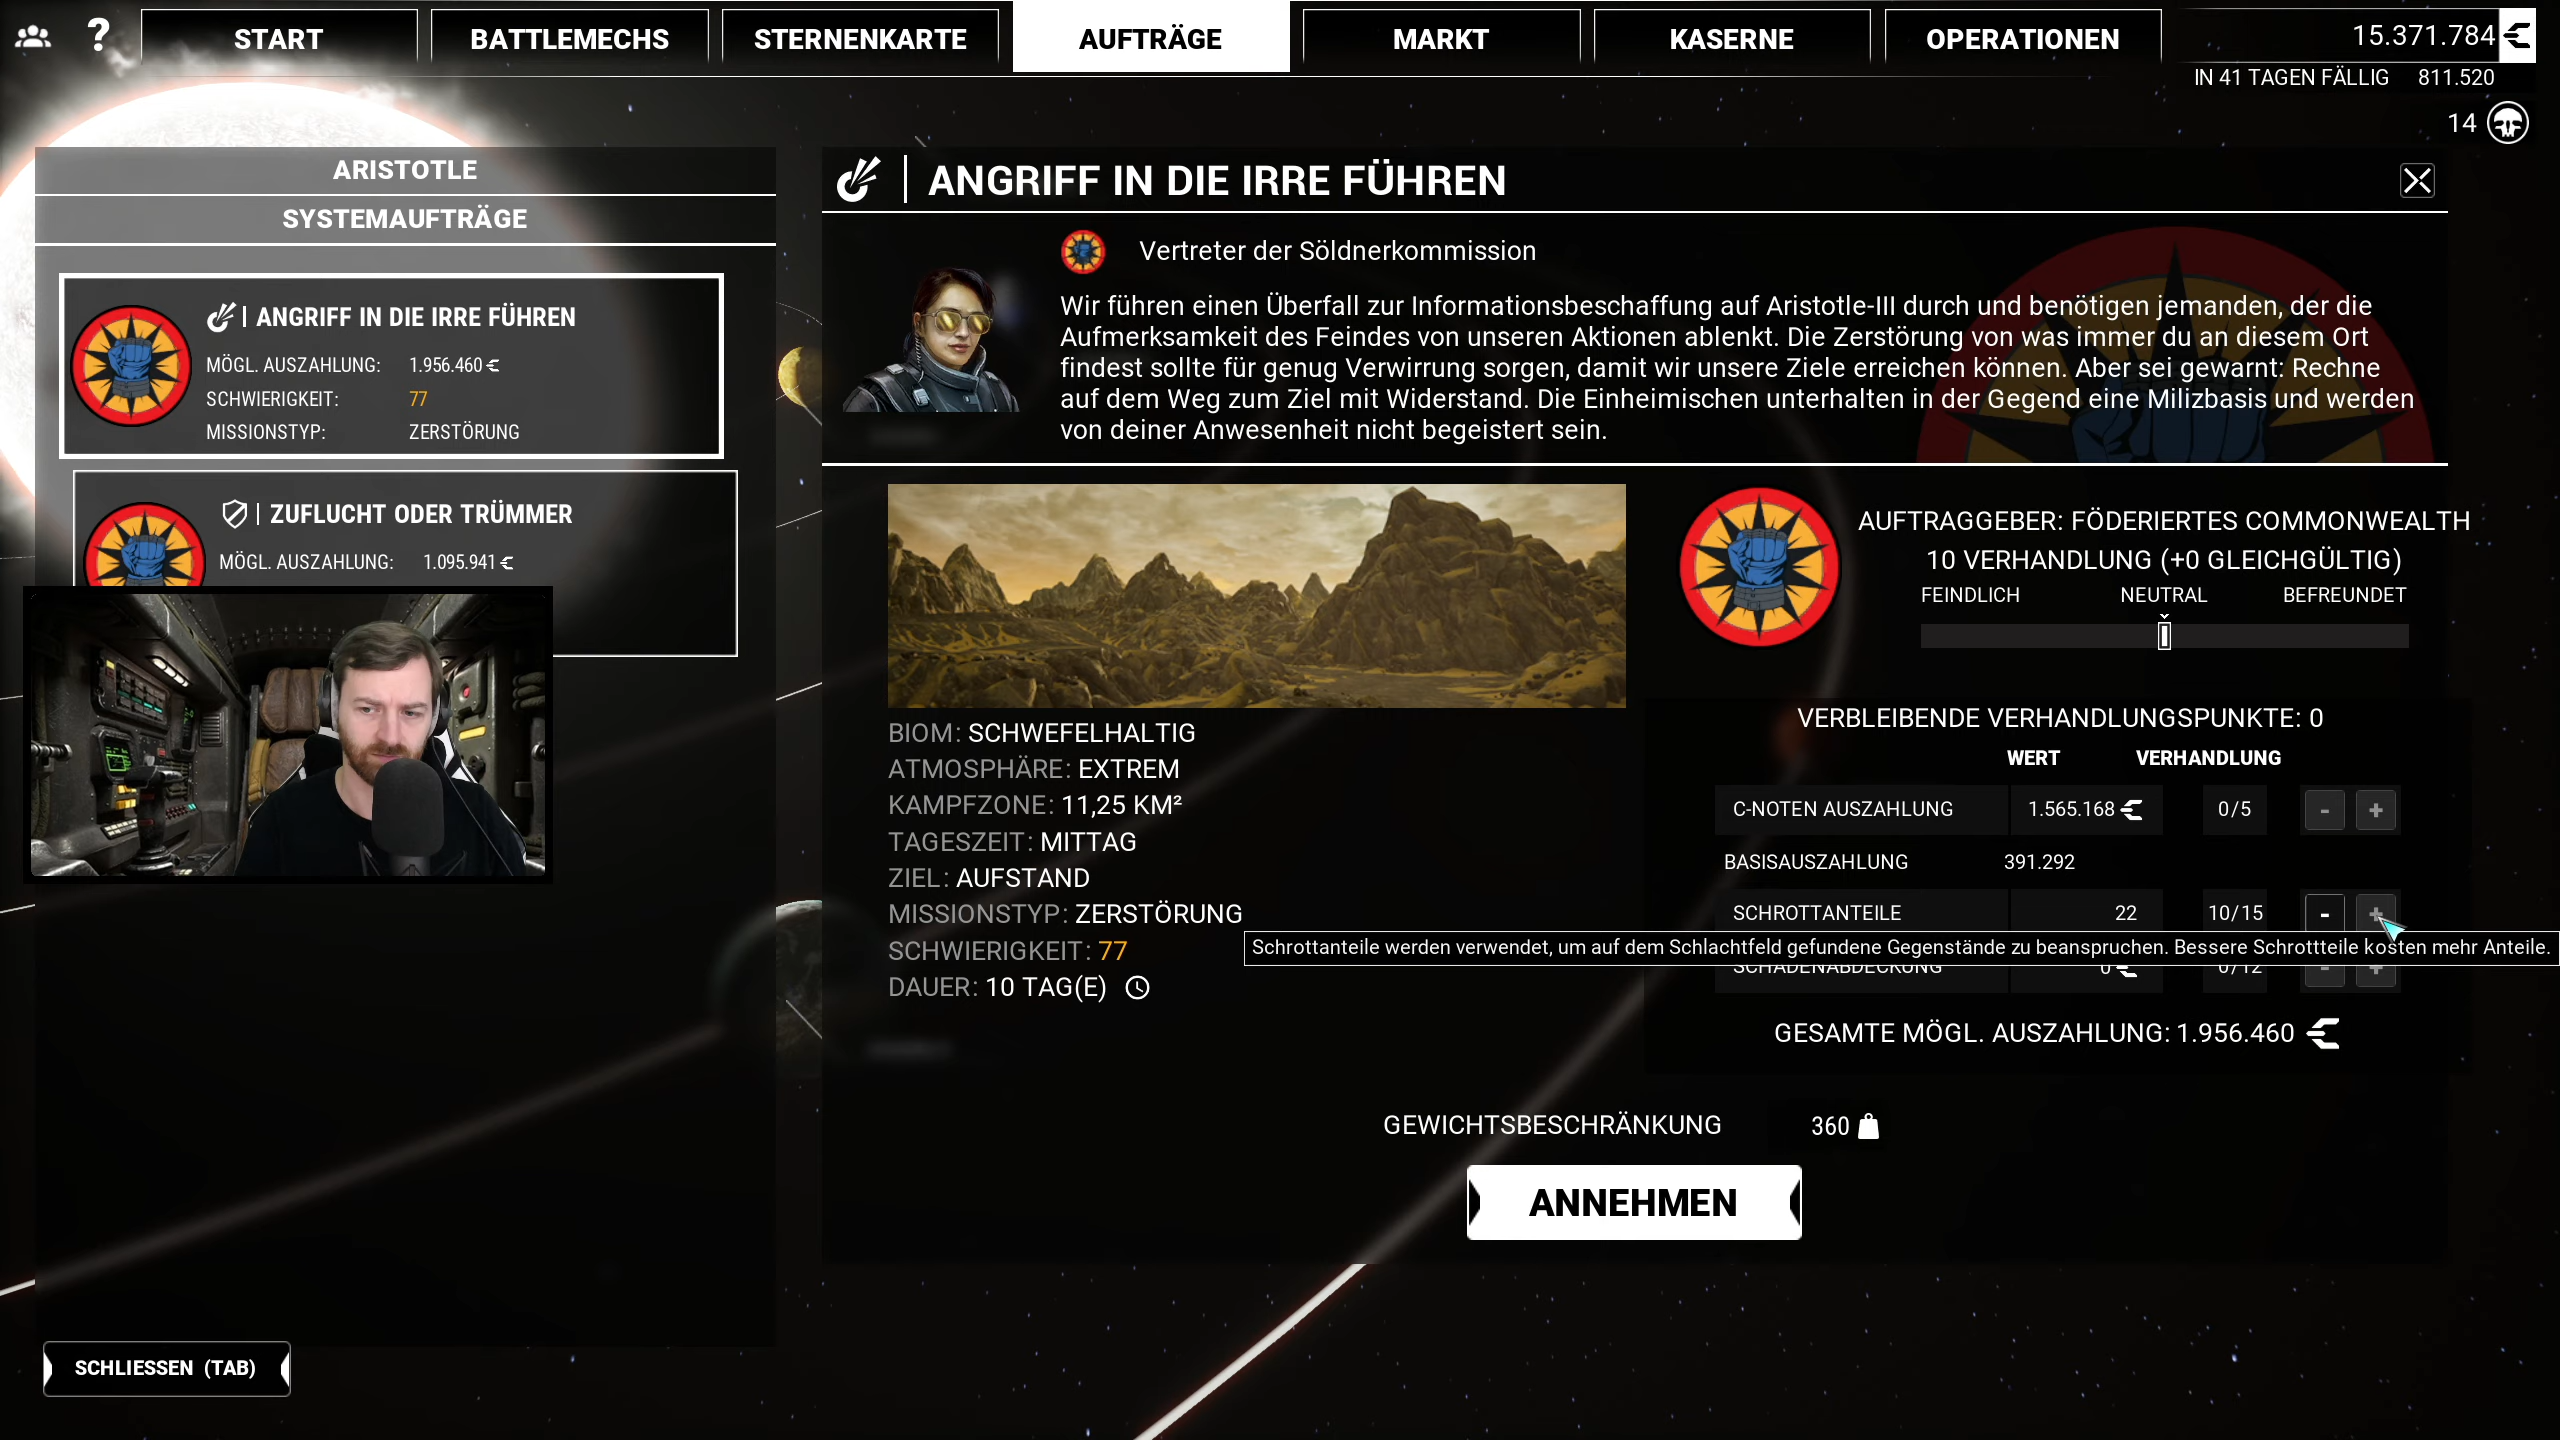 START
BATTLEMECHS
STERNENKARTE
AUFTRÄGE
MARKT
KASERNE
OPERATIONEN
15.371.784
IN 41 TAGEN FÄLLIG 811.520
14
ARISTOTLE
SYSTEMAUFTRÄGE
ANGRIFF IN DIE IRRE FÜHREN
MÖGL. AUSZAHLUNG: 1.956.460
SCHWIERIGKEIT: 77
MISSIONSTYP: ZERSTÖRUNG
ZUFLUCHT ODER TRÜMMER
MÖGL. AUSZAHLUNG: 1.095.941
SCHLIESSEN (TAB)
ANGRIFF IN DIE IRRE FÜHREN
Vertreter der Söldnerkommission
Wir führen einen Überfall zur Informationsbeschaffung auf Aristotle-III durch und benötigen jemanden, der die
Aufmerksamkeit des Feindes von unseren Aktionen ablenkt. Die Zerstörung von was immer du an diesem Ort
findest sollte für genug Verwirrung sorgen, damit wir unsere Ziele erreichen können. Aber sei gewarnt: Rechne
auf dem Weg zum Ziel mit Widerstand. Die Einheimischen unterhalten in der Gegend eine Milizbasis und werden
von deiner Anwesenheit nicht begeistert sein.
BIOM: SCHWEFELHALTIG
ATMOSPHÄRE: EXTREM
KAMPFZONE: 11,25 KM²
TAGESZEIT: MITTAG
ZIEL: AUFSTAND
MISSIONSTYP: ZERSTÖRUNG
SCHWIERIGKEIT: 77
DAUER: 10 TAG(E)
AUFTRAGGEBER: FÖDERIERTES COMMONWEALTH
10 VERHANDLUNG (+0 GLEICHGÜLTIG)
FEINDLICH NEUTRAL BEFREUNDET
VERBLEIBENDE VERHANDLUNGSPUNKTE: 0
WERT VERHANDLUNG
C-NOTEN AUSZAHLUNG 1.565.168 0/5 - +
BASISAUSZAHLUNG 391.292
SCHROTTANTEILE 22 10/15 - +
Schrottanteile werden verwendet, um auf dem Schlachtfeld gefundene Gegenstände zu beanspruchen. Bessere Schrottteile kosten mehr Anteile.
SCHADENABDECKUNG 0 0/12 - +
GESAMTE MÖGL. AUSZAHLUNG: 1.956.460
GEWICHTSBESCHRÄNKUNG 360
ANNEHMEN